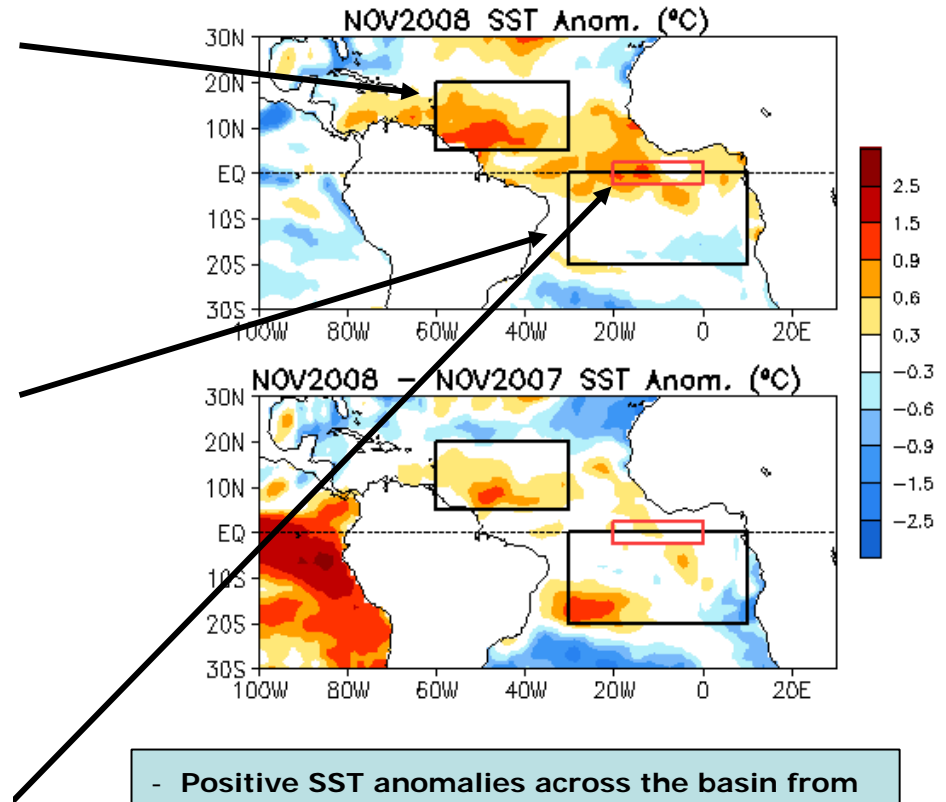 NOV2008 SST Anom. (°C)
30N
20N
10N
EQ
10S
20S
30S
100W 80W 60W 40W 20W 0 20E
2.5
1.5
0.9
0.6
0.3
-0.3
-0.6
-0.9
-1.5
-2.5
NOV2008 - NOV2007 SST Anom. (°C)
30N
20N
10N
EQ
10S
20S
30S
100W 80W 60W 40W 20W 0 20E
- Positive SST anomalies across the basin from